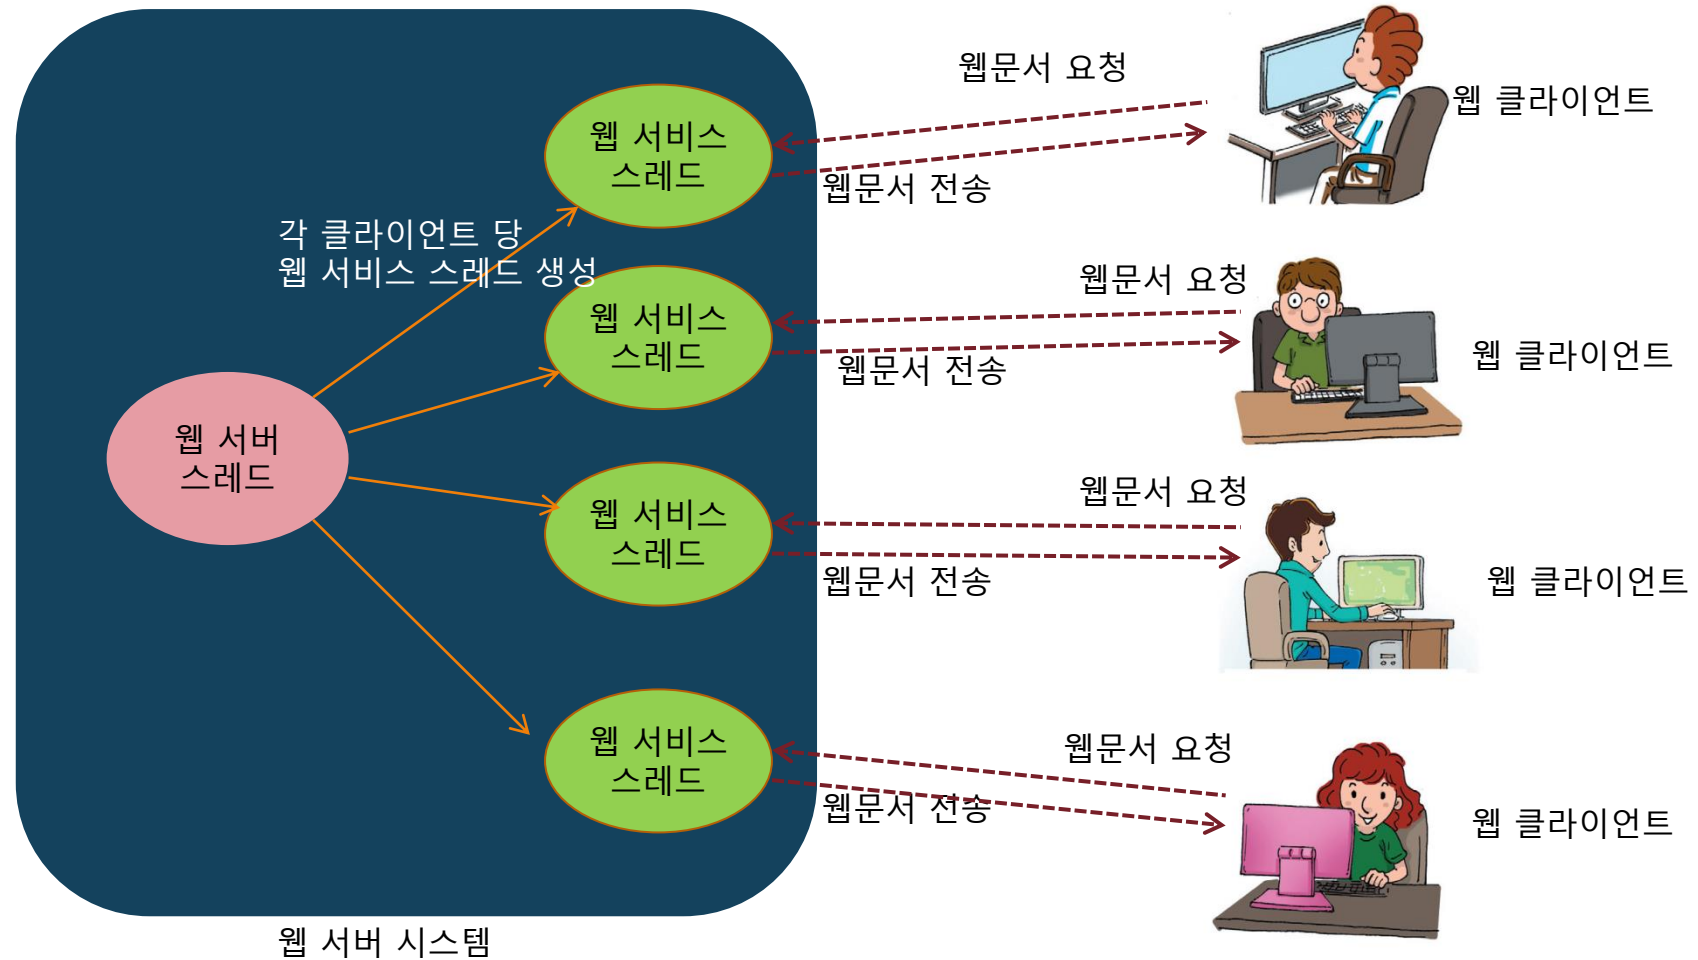 웹문서 요청
웹 클라이언트
웹 서비스
스레드
웹문서 전송
각 클라이언트 당
웹 서비스 스레드 생성
웹문서 요청
웹 서비스
스레드
웹 클라이언트
웹문서 전송
웹 서버
스레드
웹문서 요청
웹 서비스
스레드
웹 클라이언트
웹문서 전송
웹문서 요청
웹 서비스
스레드
웹 클라이언트
웹문서 전송
웹 서버 시스템